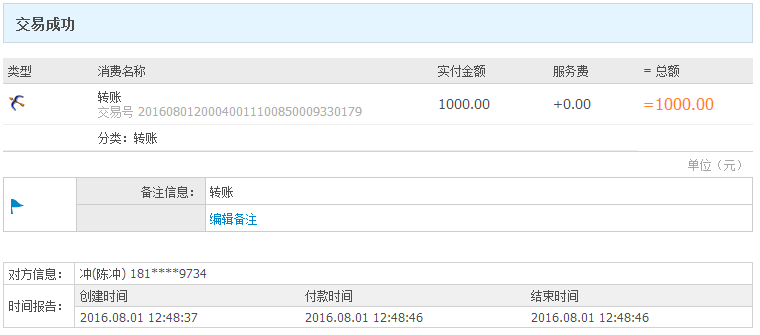 交易成功
类型 消费名称 实付金额 服务费 = 总额
转账 1000.00 +0.00 =1000.00
交易号 20160801200040011100850009330179
分类：转账
单位（元）
备注信息： 转账
编辑备注
对方信息： 冲(陈冲) 181****9734
时间报告： 创建时间 付款时间 结束时间
2016.08.01 12:48:37 2016.08.01 12:48:46 2016.08.01 12:48:46